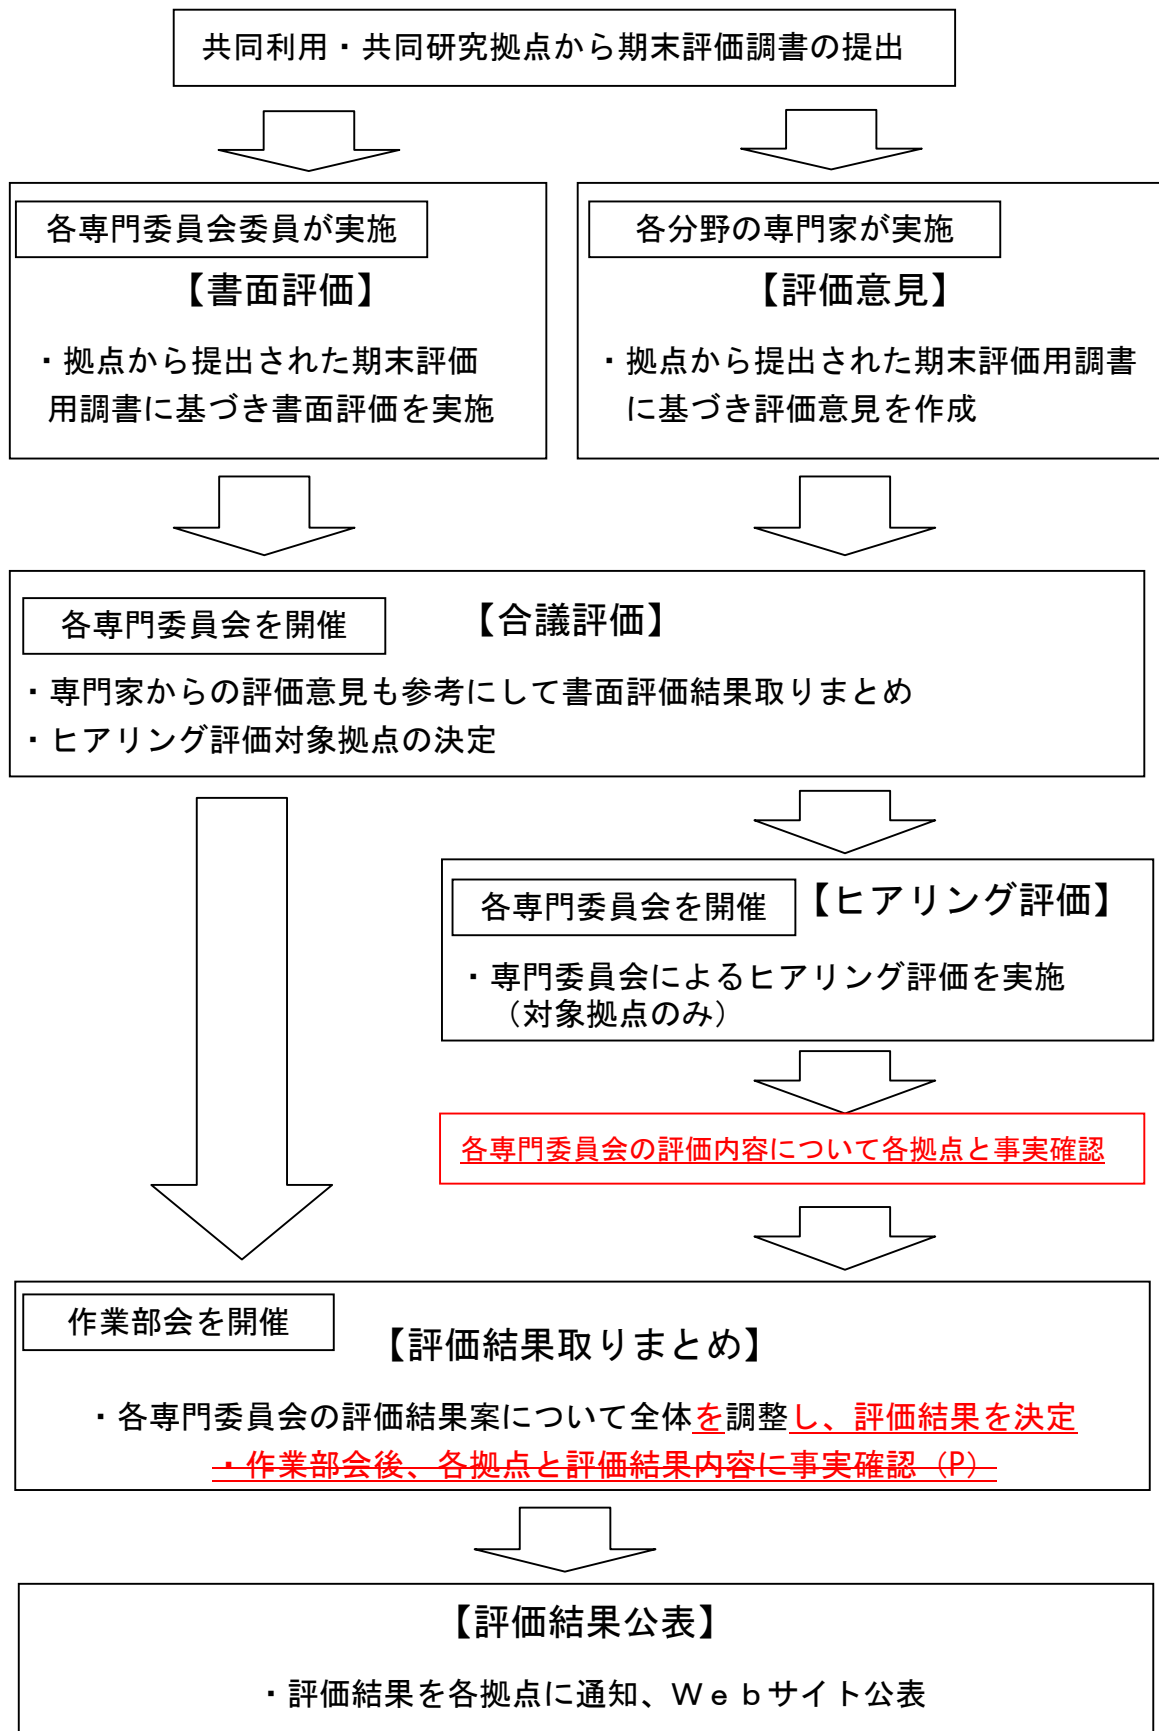 共同利用・共同研究拠点から期末評価調書の提出
各専門委員会委員が実施
【書面評価】
・拠点から提出された期末評価
用調書に基づき書面評価を実施
各分野の専門家が実施
【評価意見】
・拠点から提出された期末評価用調書
に基づき評価意見を作成
各専門委員会を開催
【合議評価】
・専門家からの評価意見も参考にして書面評価結果取りまとめ
・ヒアリング評価対象拠点の決定
各専門委員会を開催
【ヒアリング評価】
・専門委員会によるヒアリング評価を実施
（対象拠点のみ）
各専門委員会の評価内容について各拠点と事実確認
作業部会を開催
【評価結果取りまとめ】
・各専門委員会の評価結果案について全体を調整し、評価結果を決定
・作業部会後、各拠点と評価結果内容に事実確認（P）
【評価結果公表】
・評価結果を各拠点に通知、Ｗｅｂサイト公表